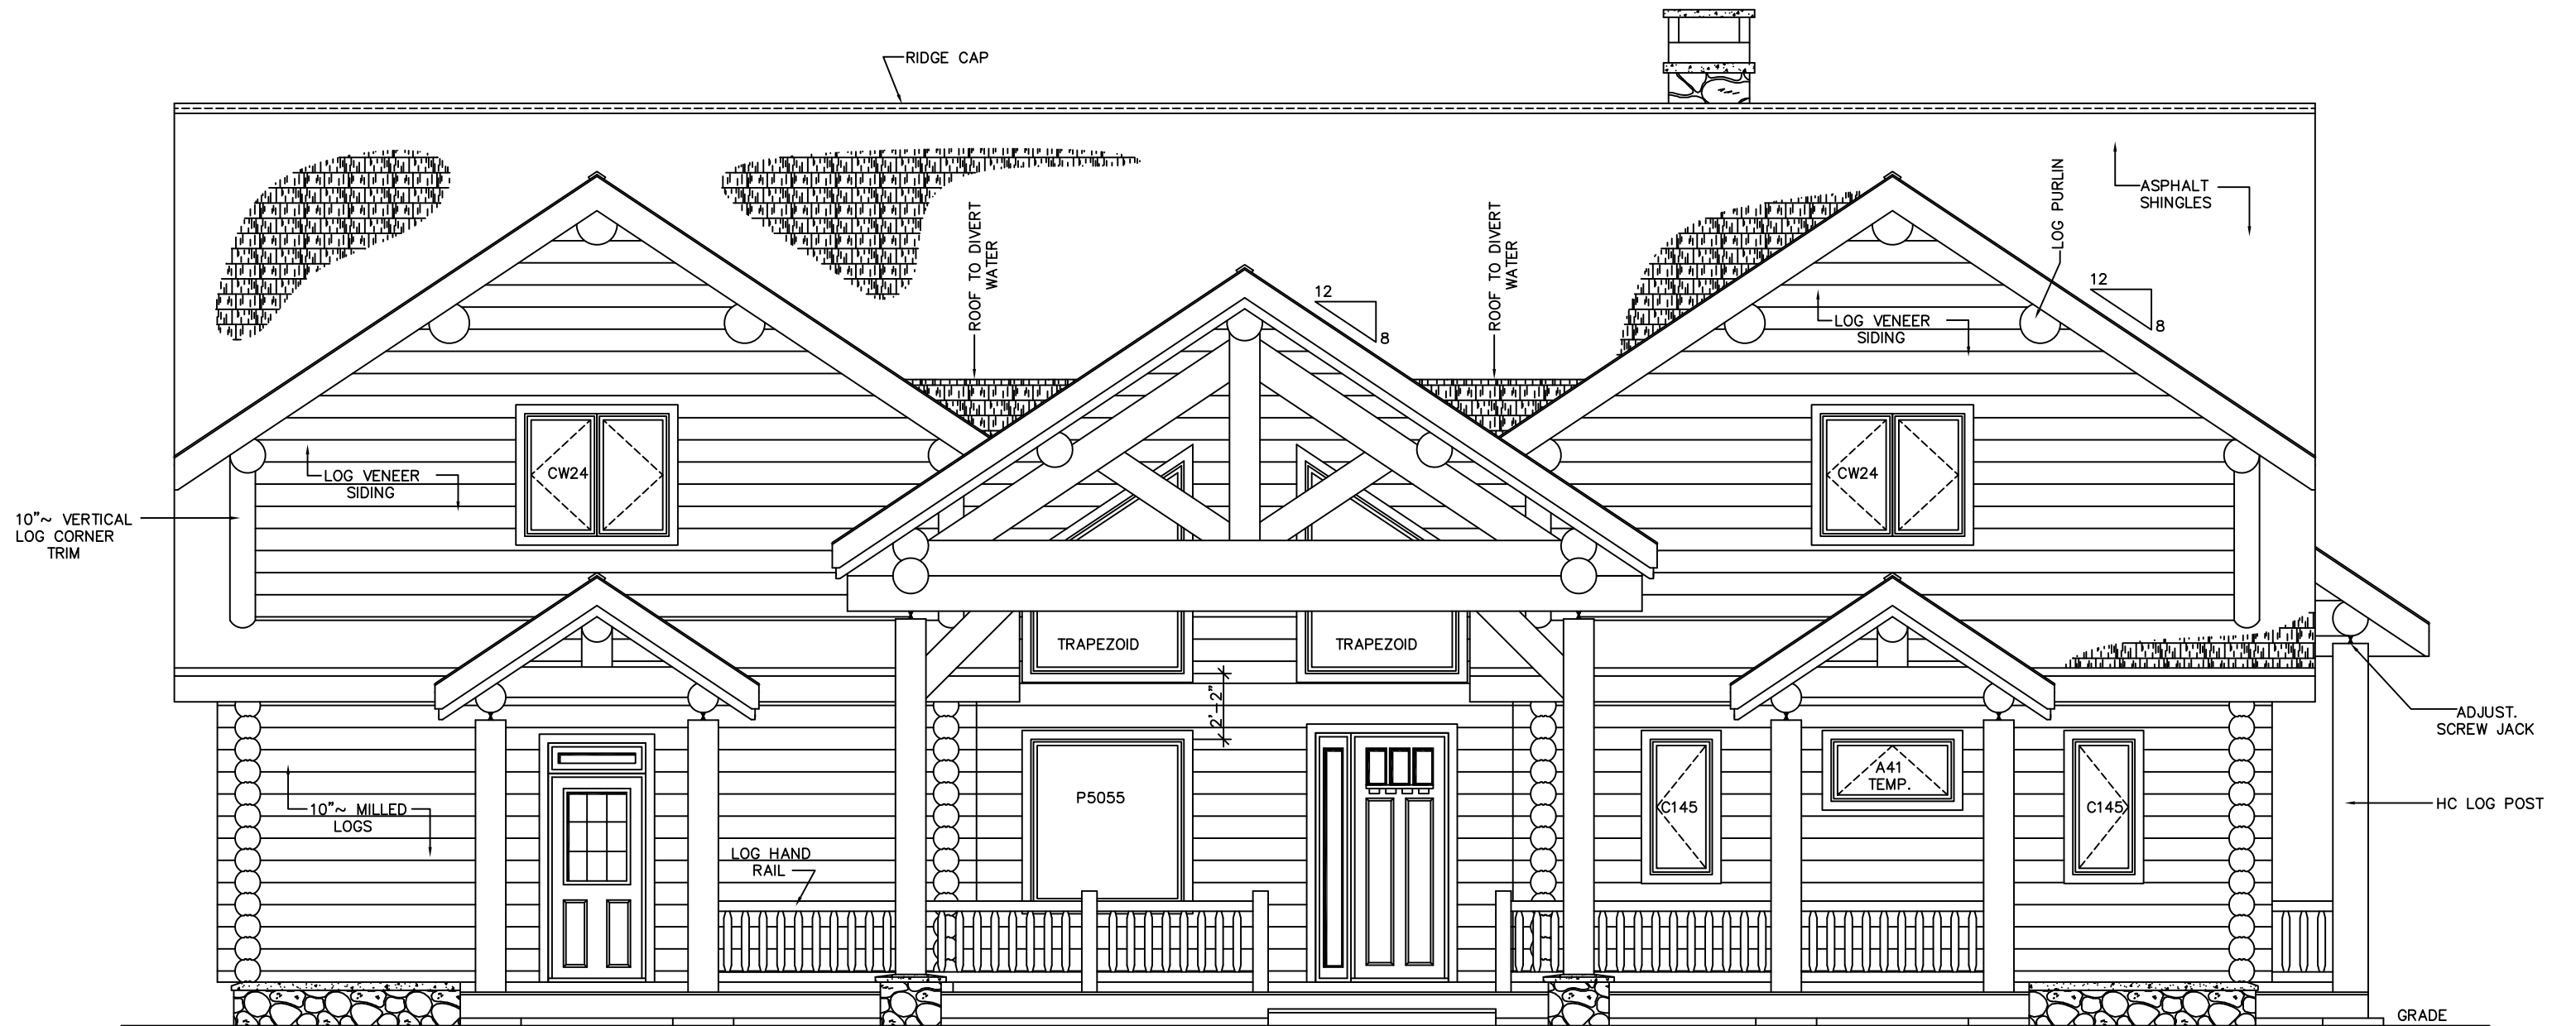 RIDGE CAP
ROOF TO DIVERT
WATER
ROOF TO DIVERT
WATER
LOG PURLIN
ASPHALT
SHINGLES
12
8
12
8
LOG VENEER
SIDING
LOG VENEER
SIDING
CW24
CW24
10"~ VERTICAL
LOG CORNER
TRIM
TRAPEZOID
TRAPEZOID
2'-2"
ADJUST.
SCREW JACK
A41
TEMP.
P5055
C145
C145
HC LOG POST
10"~ MILLED
LOGS
LOG HAND
RAIL
GRADE